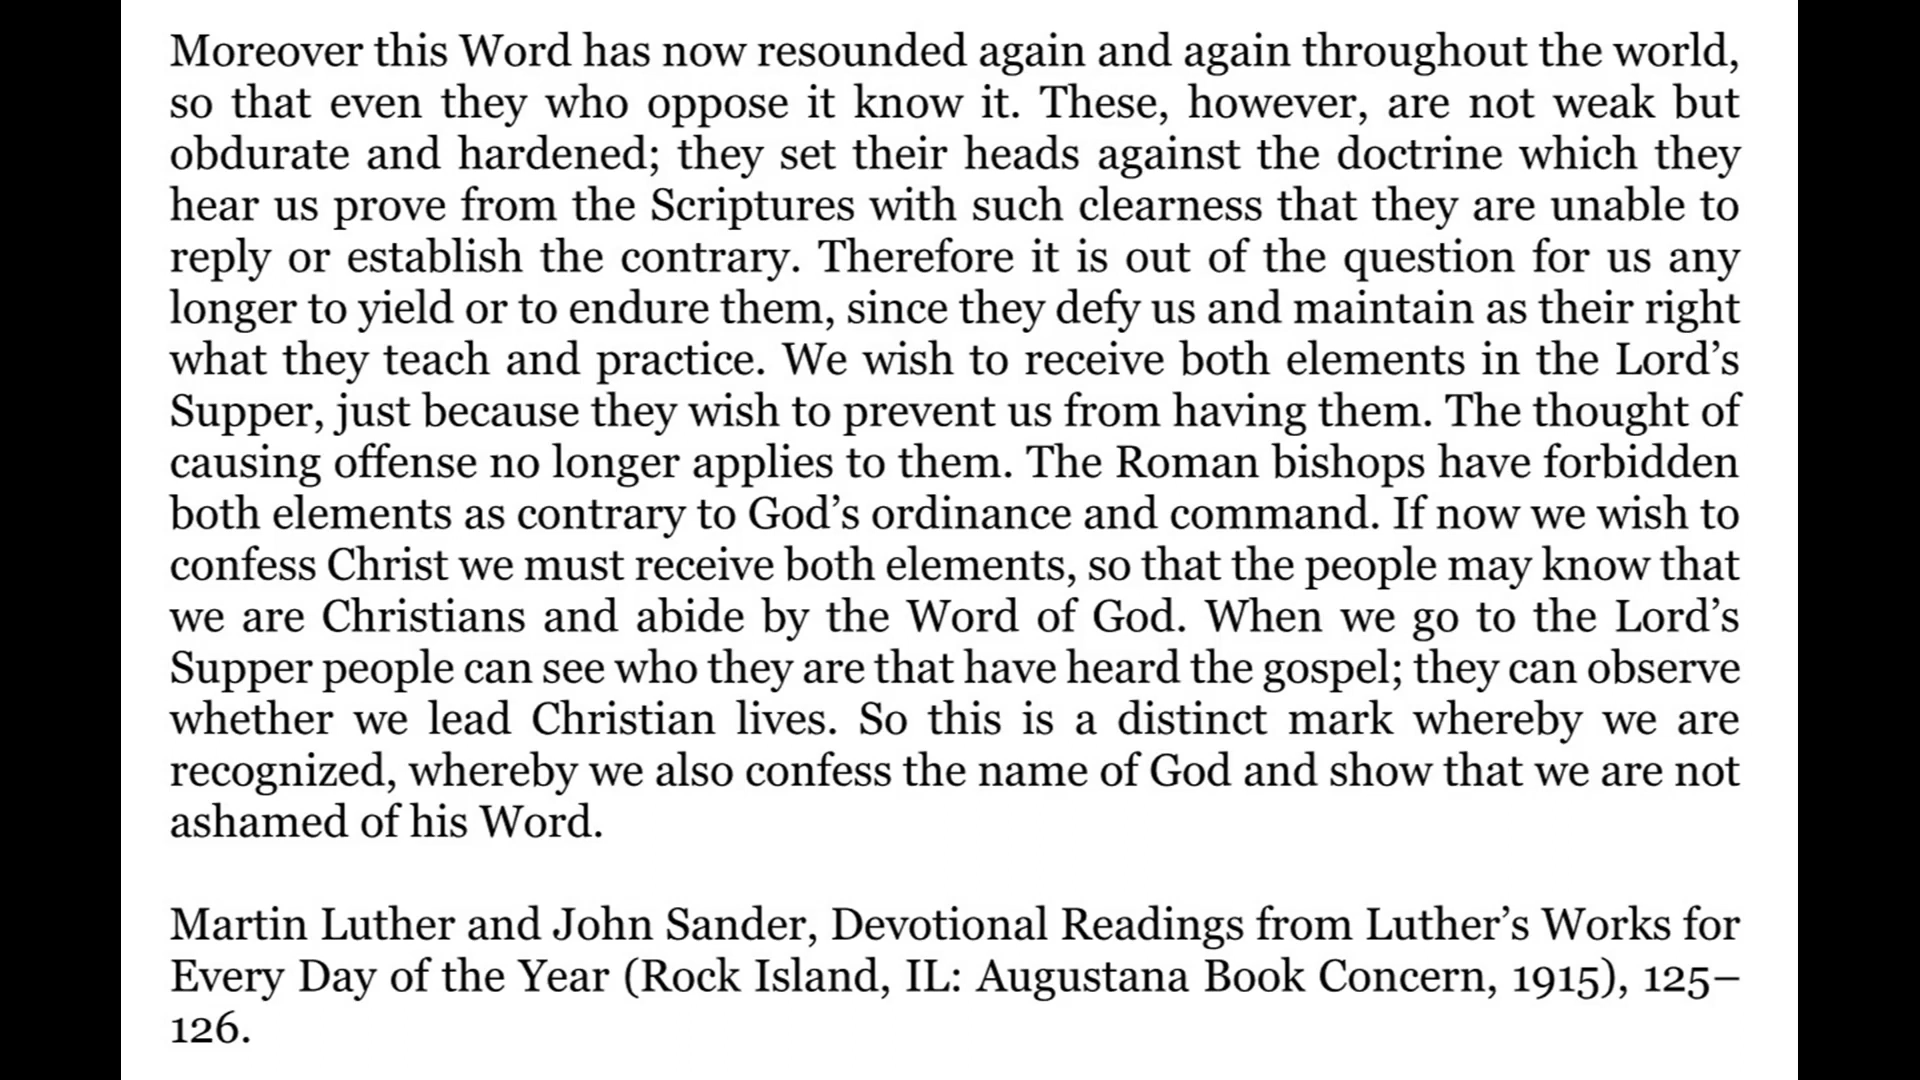 Moreover this Word has now resounded again and again throughout the world,
so that even they who oppose it know it. These, however, are not weak but
obdurate and hardened; they set their heads against the doctrine which they
hear us prove from the Scriptures with such clearness that they are unable to
reply or establish the contrary. Therefore it is out of the question for us any
longer to yield or to endure them, since they defy us and maintain as their right
what they teach and practice. We wish to receive both elements in the Lord’s
Supper, just because they wish to prevent us from having them. The thought of
causing offense no longer applies to them. The Roman bishops have forbidden
both elements as contrary to God’s ordinance and command. If now we wish to
confess Christ we must receive both elements, so that the people may know that
we are Christians and abide by the Word of God. When we go to the Lord’s
Supper people can see who they are that have heard the gospel; they can observe
whether we lead Christian lives. So this is a distinct mark whereby we are
recognized, whereby we also confess the name of God and show that we are not
ashamed of his Word.
Martin Luther and John Sander, Devotional Readings from Luther’s Works for
Every Day of the Year (Rock Island, IL: Augustana Book Concern, 1915), 125–
126.